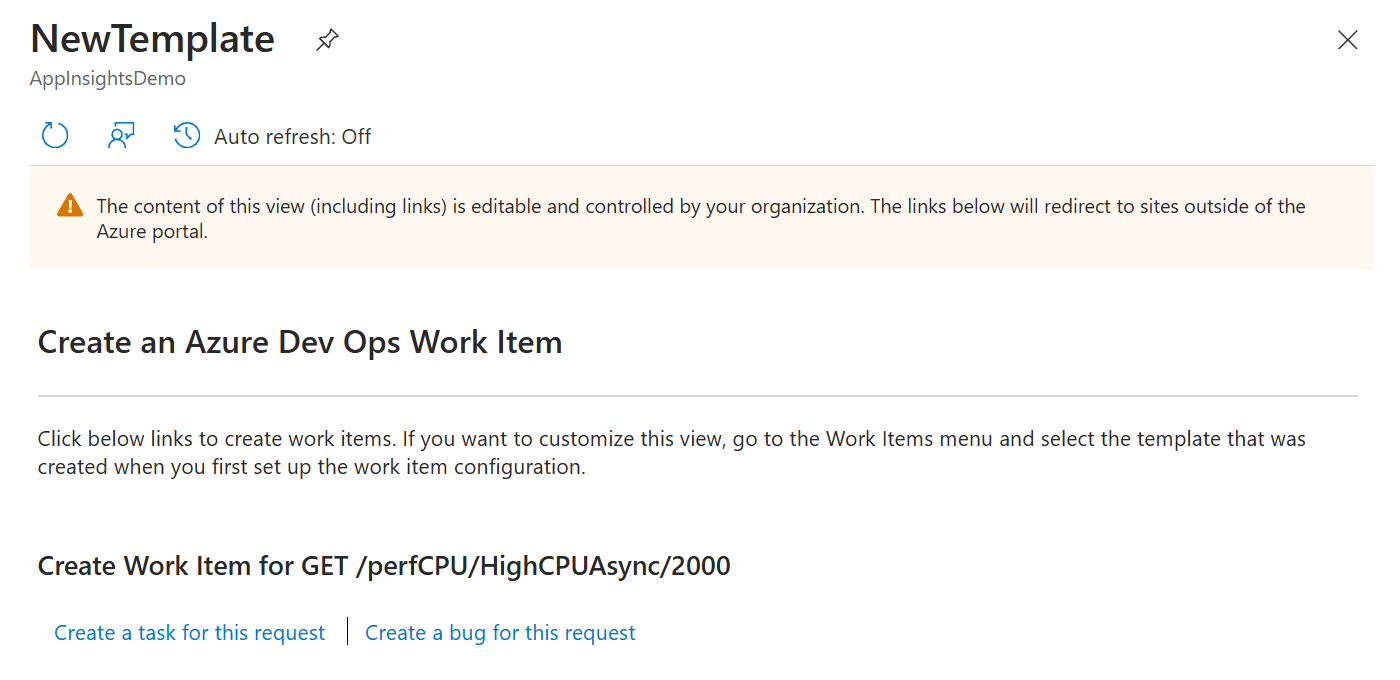 NewTemplate
AppInsightsDemo
Auto refresh: Off
The content of this view (including links) is editable and controlled by your organization. The links below will redirect to sites outside of the
Azure portal.
Create an Azure Dev Ops Work Item
Click below links to create work items. If you want to customize this view, go to the Work Items menu and select the template that was
created when you first set up the work item configuration.
Create Work Item for GET /perfCPU/HighCPUAsync/2000
Create a task for this request | Create a bug for this request